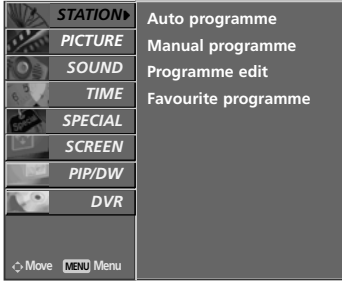 STATION
PICTURE
SOUND
TIME
SPECIAL
SCREEN
PIP/DW
DVR
Auto programme
Manual programme
Programme edit
Favourite programme
Move MENU Menu